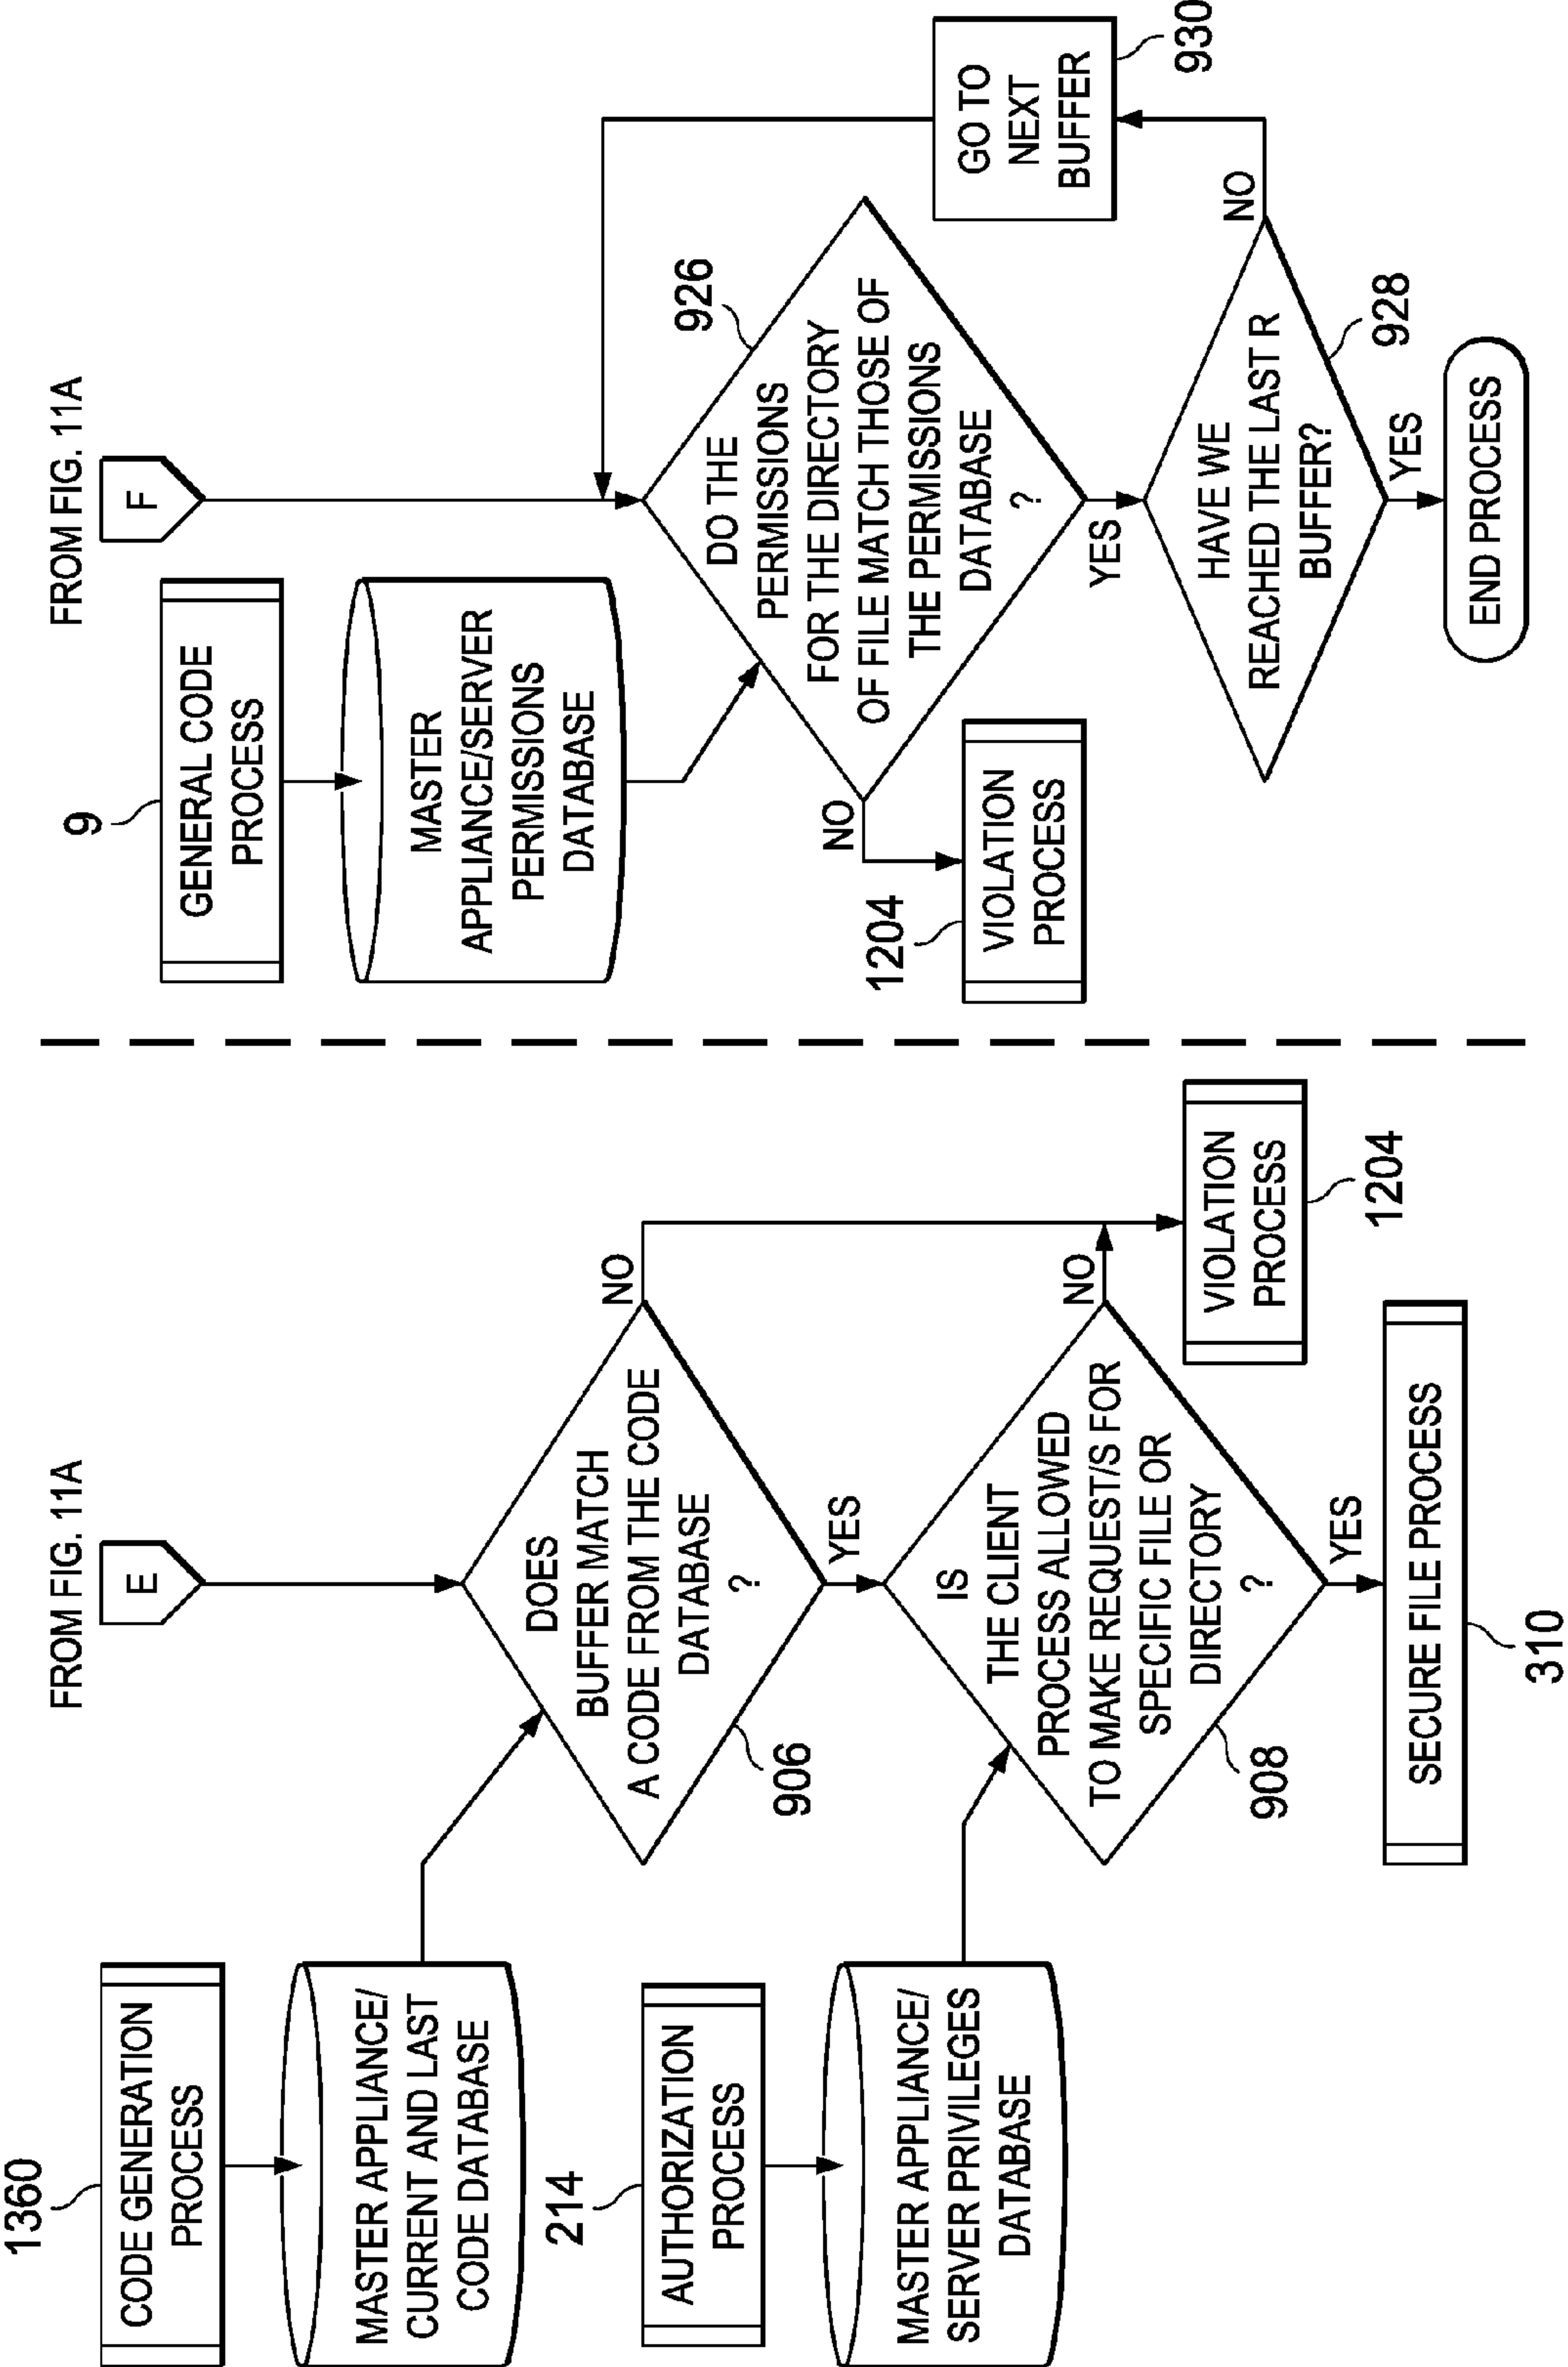 1360
CODE GENERATION
PROCESS
MASTER APPLIANCE/
CURRENT AND LAST
CODE DATABASE
214
AUTHORIZATION
PROCESS
MASTER APPLIANCE/
SERVER PRIVILEGES
DATABASE
FROM FIG. 11A
E
DOES
BUFFER MATCH
A CODE FROM THE CODE
DATABASE
?
906
NO
YES
IS
THE CLIENT
PROCESS ALLOWED
TO MAKE REQUEST/S FOR
SPECIFIC FILE OR
DIRECTORY
?
908
NO
YES
VIOLATION
PROCESS
1204
SECURE FILE PROCESS
310
FROM FIG. 11A
F
9
GENERAL CODE
PROCESS
MASTER
APPLIANCE/SERVER
PERMISSIONS
DATABASE
DO THE
PERMISSIONS
FOR THE DIRECTORY
OF FILE MATCH THOSE OF
THE PERMISSIONS
DATABASE
?
926
NO
1204
VIOLATION
PROCESS
YES
HAVE WE
REACHED THE LAST R
BUFFER?
928
NO
GO TO
NEXT
BUFFER
930
YES
END PROCESS